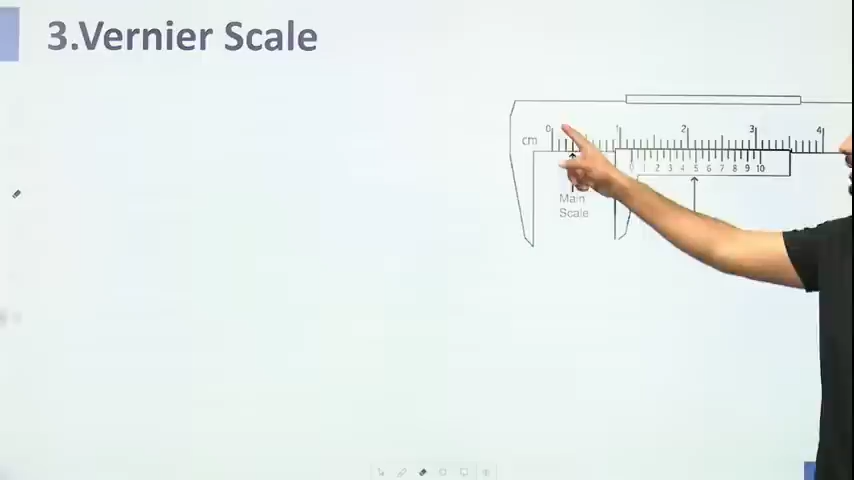 3.Vernier Scale
cm 0 1 2 3 4
0 1 2 3 4 5 6 7 8 9 10
Main
Scale